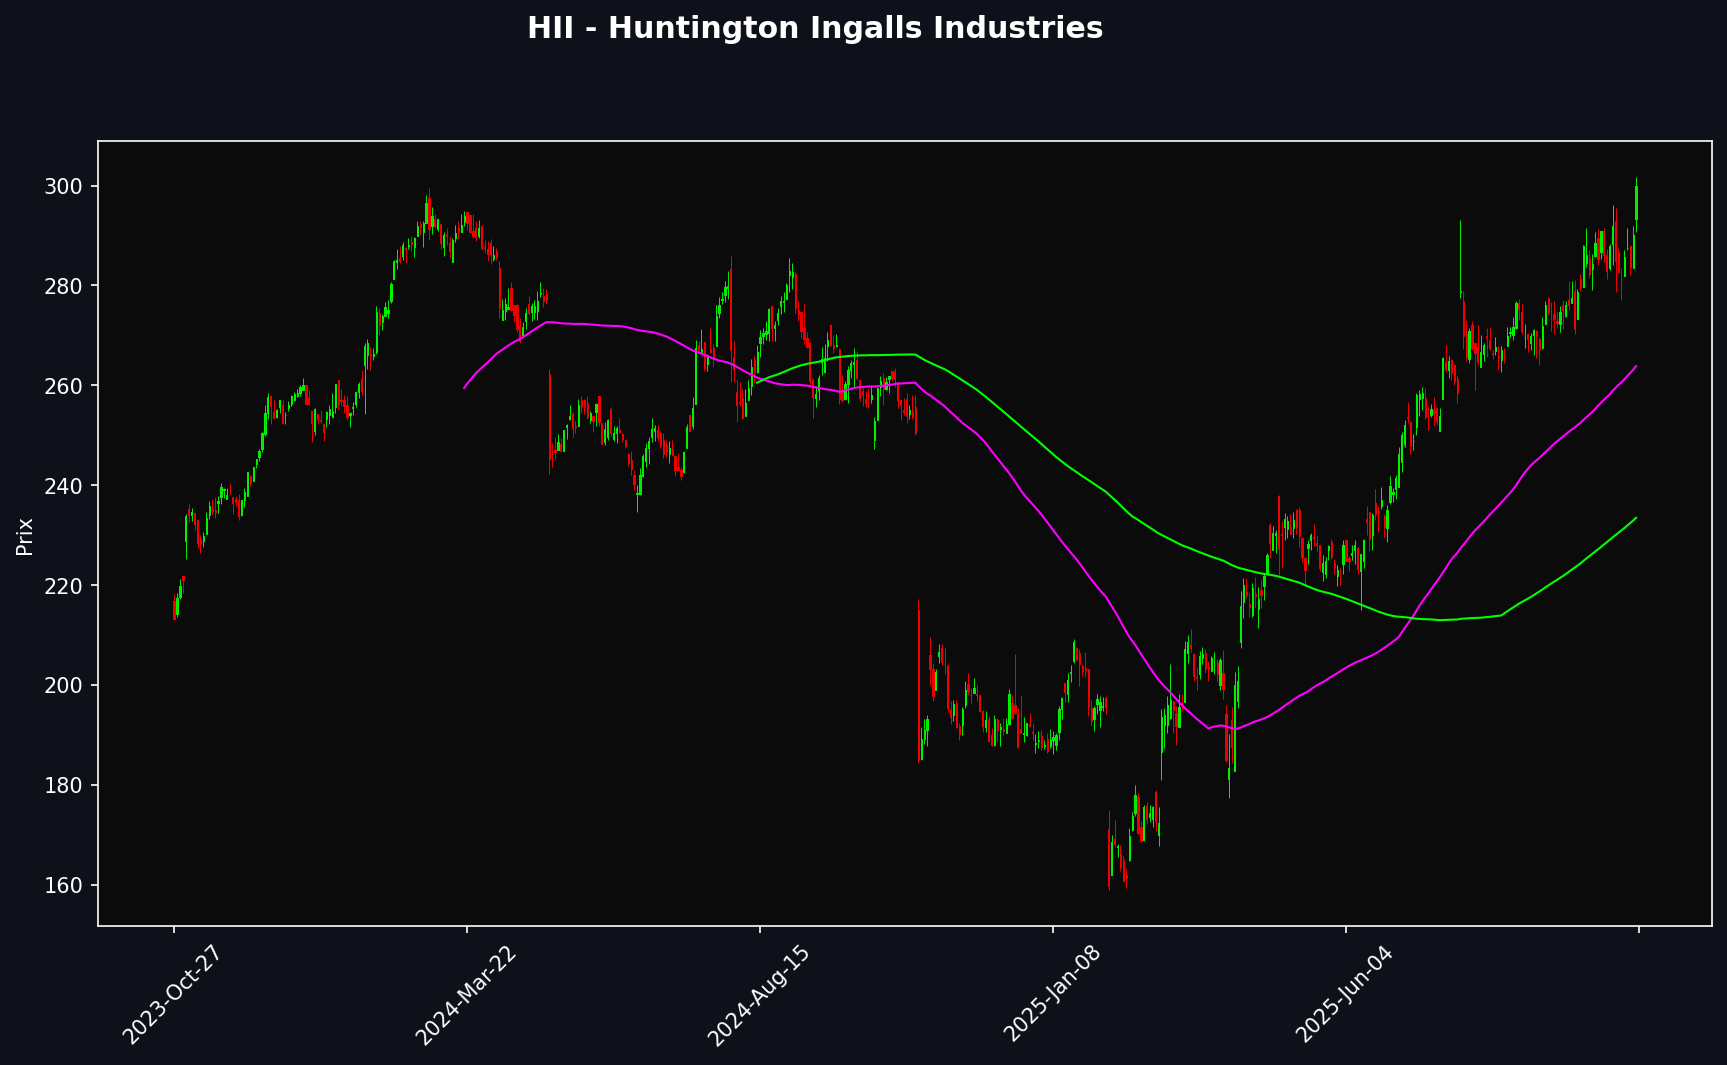 HII - Huntington Ingalls Industries
Prix
300
280
260
240
220
200
180
160
2023-Oct-27
2024-Mar-22
2024-Aug-15
2025-Jan-08
2025-Jun-04